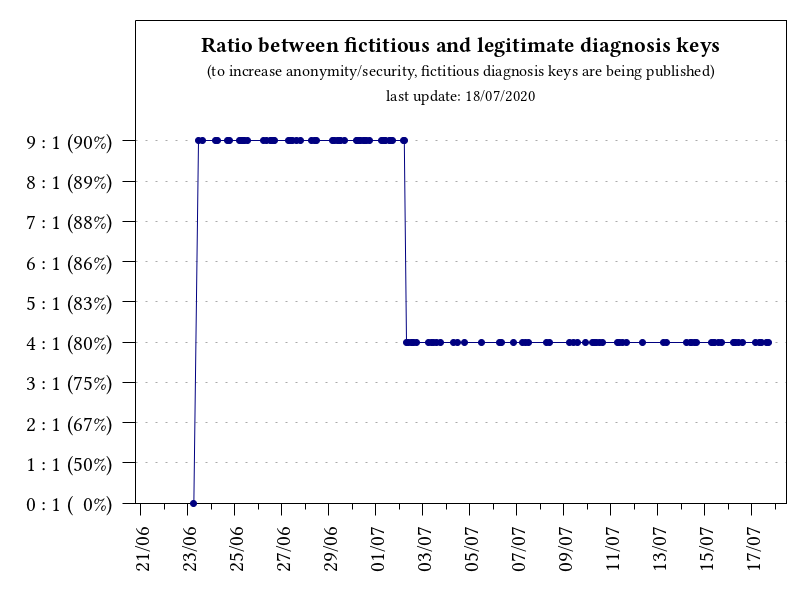 Ratio between fictitious and legitimate diagnosis keys
(to increase anonymity/security, fictitious diagnosis keys are being published)
last update: 18/07/2020
9 : 1 (90%)
8 : 1 (89%)
7 : 1 (88%)
6 : 1 (86%)
5 : 1 (83%)
4 : 1 (80%)
3 : 1 (75%)
2 : 1 (67%)
1 : 1 (50%)
0 : 1 (  0%)
21/06
23/06
25/06
27/06
29/06
01/07
03/07
05/07
07/07
09/07
11/07
13/07
15/07
17/07